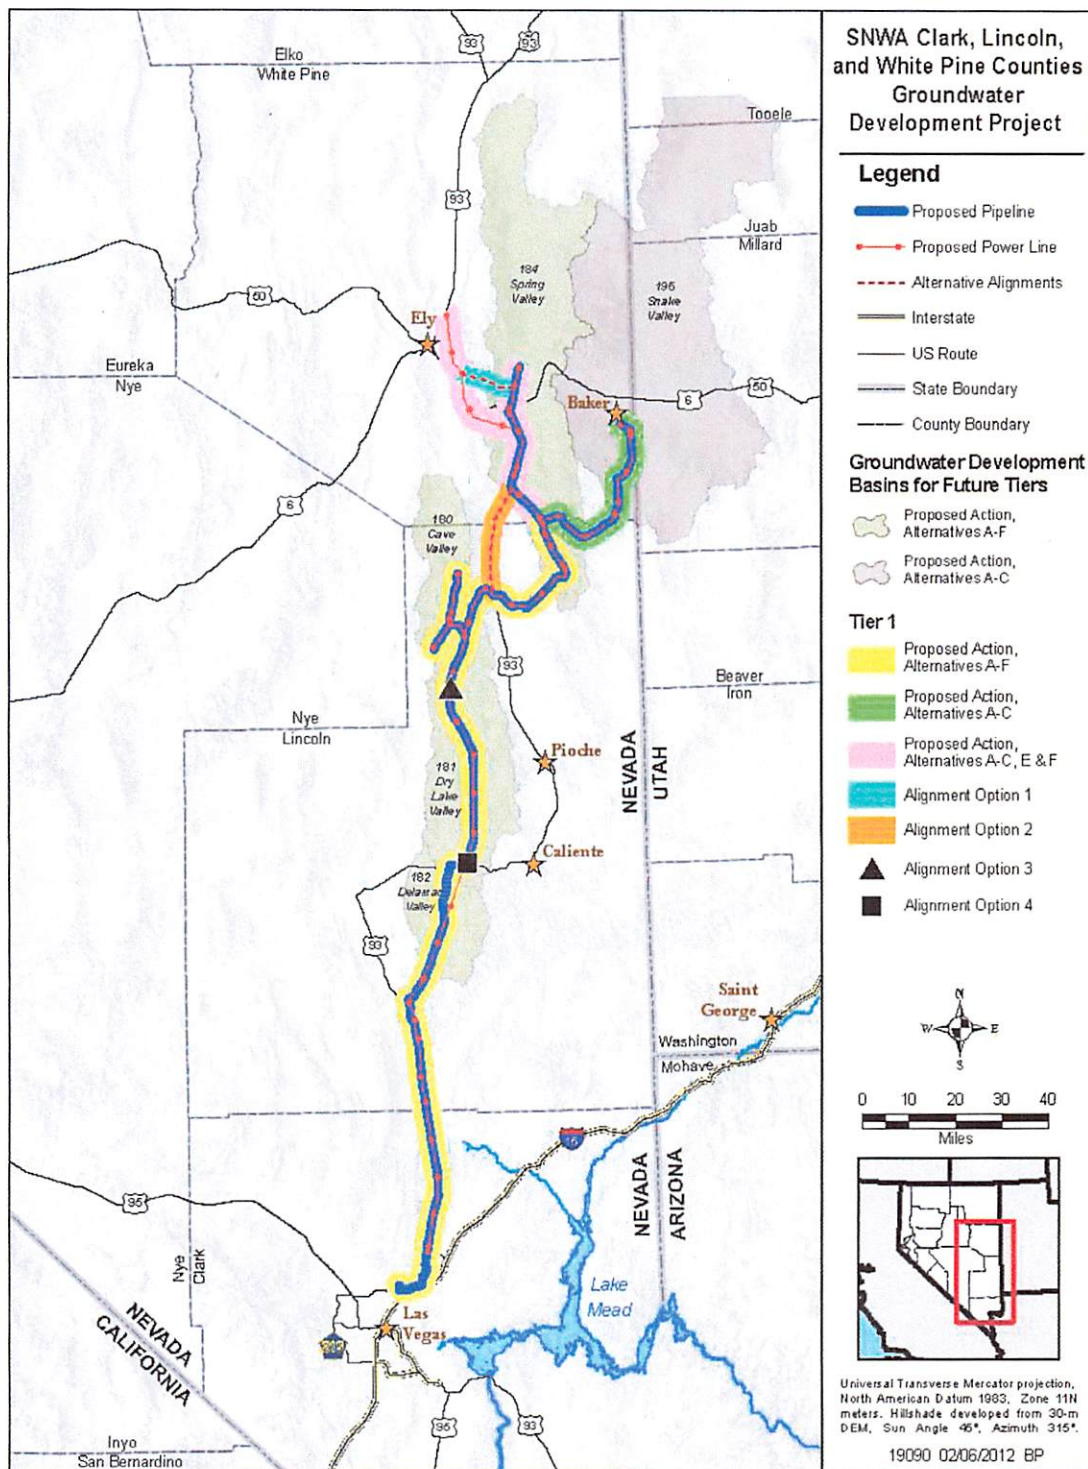 SNWA Clark, Lincoln,
and White Pine Counties
Groundwater
Development Project
Legend
Proposed Pipeline
Proposed Power Line
Alternative Alignments
Interstate
US Route
State Boundary
County Boundary
Groundwater Development
Basins for Future Tiers
Proposed Action,
Alternatives A-F
Proposed Action,
Alternatives A-C
Tier 1
Proposed Action,
Alternatives A-F
Proposed Action,
Alternatives A-C
Proposed Action,
Alternatives A-C, E & F
Alignment Option 1
Alignment Option 2
Alignment Option 3
Alignment Option 4
N
W E
S
0 10 20 30 40
Miles
Universal Transverse Mercator projection,
North American Datum 1983, Zone 11N
meters. Hillshade developed from 30-m
DEM, Sun Angle 45°, Azimuth 315°.
19090 02/06/2012 BP
93
93
Elko
White Pine
Tooele
93
Juab
Millard
184
Spring
Valley
195
Snake
Valley
50
Ely
Eureka
Nye
Baker
6
50
6
180
Cave
Valley
93
Beaver
Iron
Nye
Lincoln
Pioche
NEVADA
UTAH
181
Dry
Lake
Valley
Caliente
182
Delamar
Valley
93
Saint
George
Washington
Mohave
NEVADA
ARIZONA
95
Nye
Clark
Lake
Mead
Las
Vegas
NEVADA
CALIFORNIA
95
93
Inyo
San Bernardino